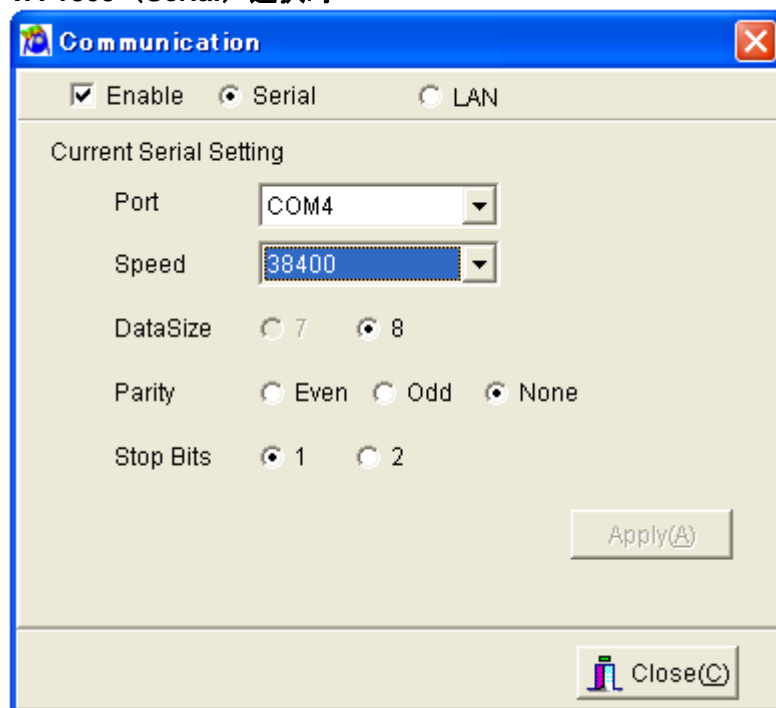 Communication
Enable Serial LAN
Current Serial Setting
Port COM4
Speed 38400
DataSize 7 8
Parity Even Odd None
Stop Bits 1 2
Apply(A)
Close(C)